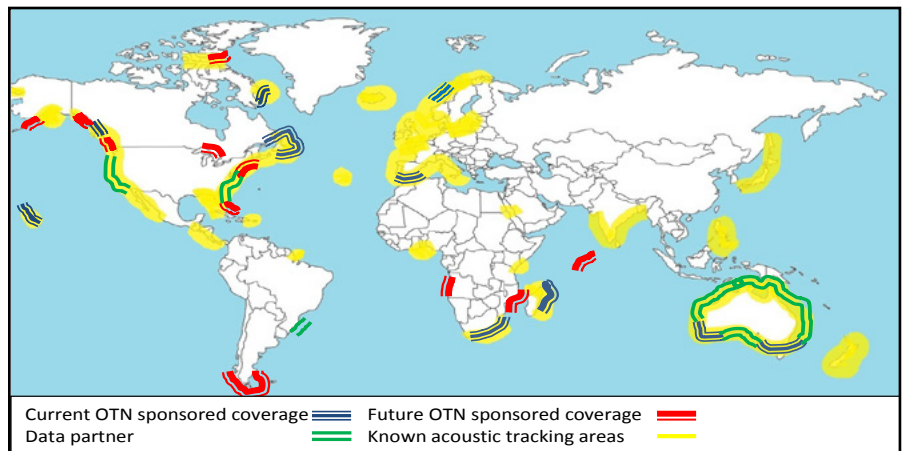 Current OTN sponsored coverage Future OTN sponsored coverage
Data partner Known acoustic tracking areas